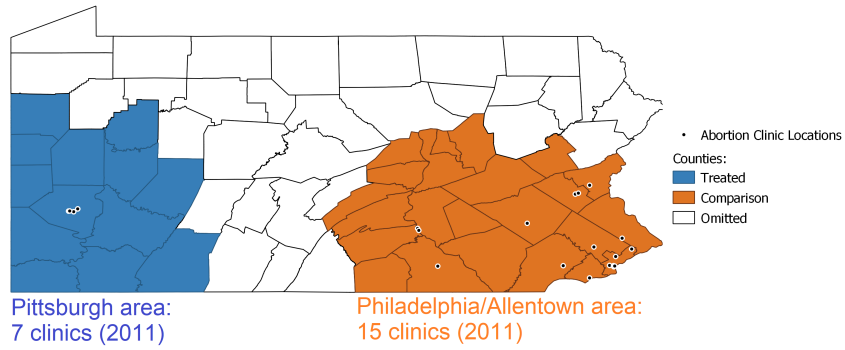 Abortion Clinic Locations
Counties:
Treated
Comparison
Omitted
Pittsburgh area:
7 clinics (2011)
Philadelphia/Allentown area:
15 clinics (2011)